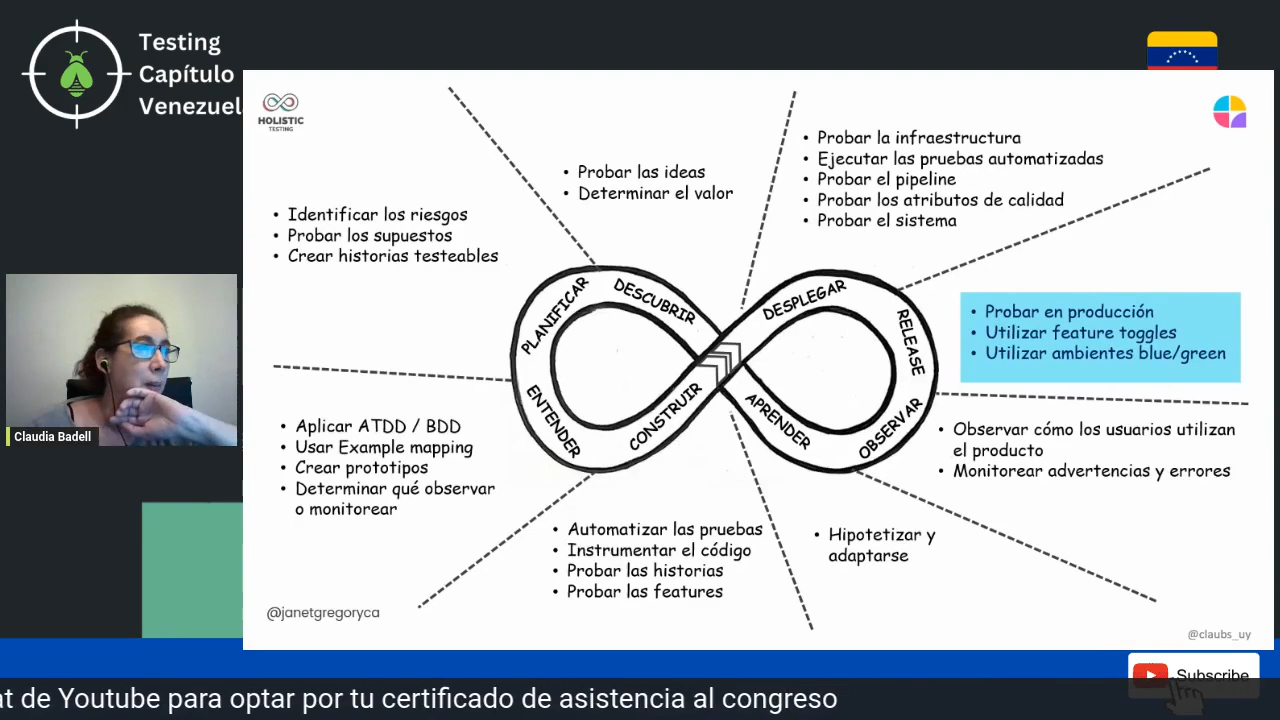 Testing
Capítulo
Venezuel
HOLISTIC
TESTING
• Identificar los riesgos
• Probar los supuestos
• Crear historias testeables
• Probar las ideas
• Determinar el valor
• Probar la infraestructura
• Ejecutar las pruebas automatizadas
• Probar el pipeline
• Probar los atributos de calidad
• Probar el sistema
PLANIFICAR
DESCUBRIR
DESPLEGAR
RELEASE
ENTENDER
CONSTRUIR
APRENDER
OBSERVAR
• Probar en producción
• Utilizar feature toggles
• Utilizar ambientes blue/green
• Aplicar ATDD / BDD
• Usar Example mapping
• Crear prototipos
• Determinar qué observar
o monitorear
• Observar cómo los usuarios utilizan
el producto
• Monitorear advertencias y errores
• Automatizar las pruebas
• Instrumentar el código
• Probar las historias
• Probar las features
• Hipotetizar y
adaptarse
@janetgregoryca
@claubs_uy
Claudia Badell
Subscribe
at de Youtube para optar por tu certificado de asistencia al congreso